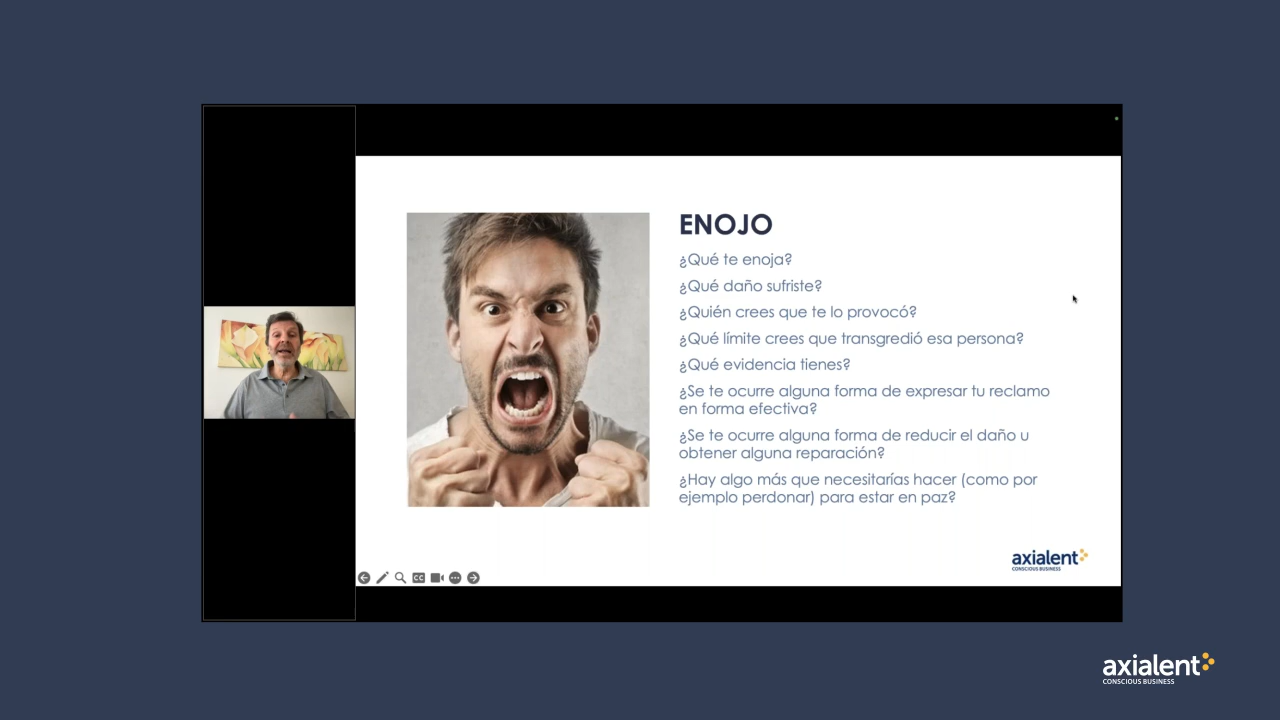 ENOJO
¿Qué te enoja?
¿Qué daño sufriste?
¿Quién crees que te lo provocó?
¿Qué límite crees que transgredió esa persona?
¿Qué evidencia tienes?
¿Se te ocurre alguna forma de expresar tu reclamo
en forma efectiva?
¿Se te ocurre alguna forma de reducir el daño u
obtener alguna reparación?
¿Hay algo más que necesitarías hacer (como por
ejemplo perdonar) para estar en paz?
axialent
CONSCIOUS BUSINESS
CC
axialent
CONSCIOUS BUSINESS